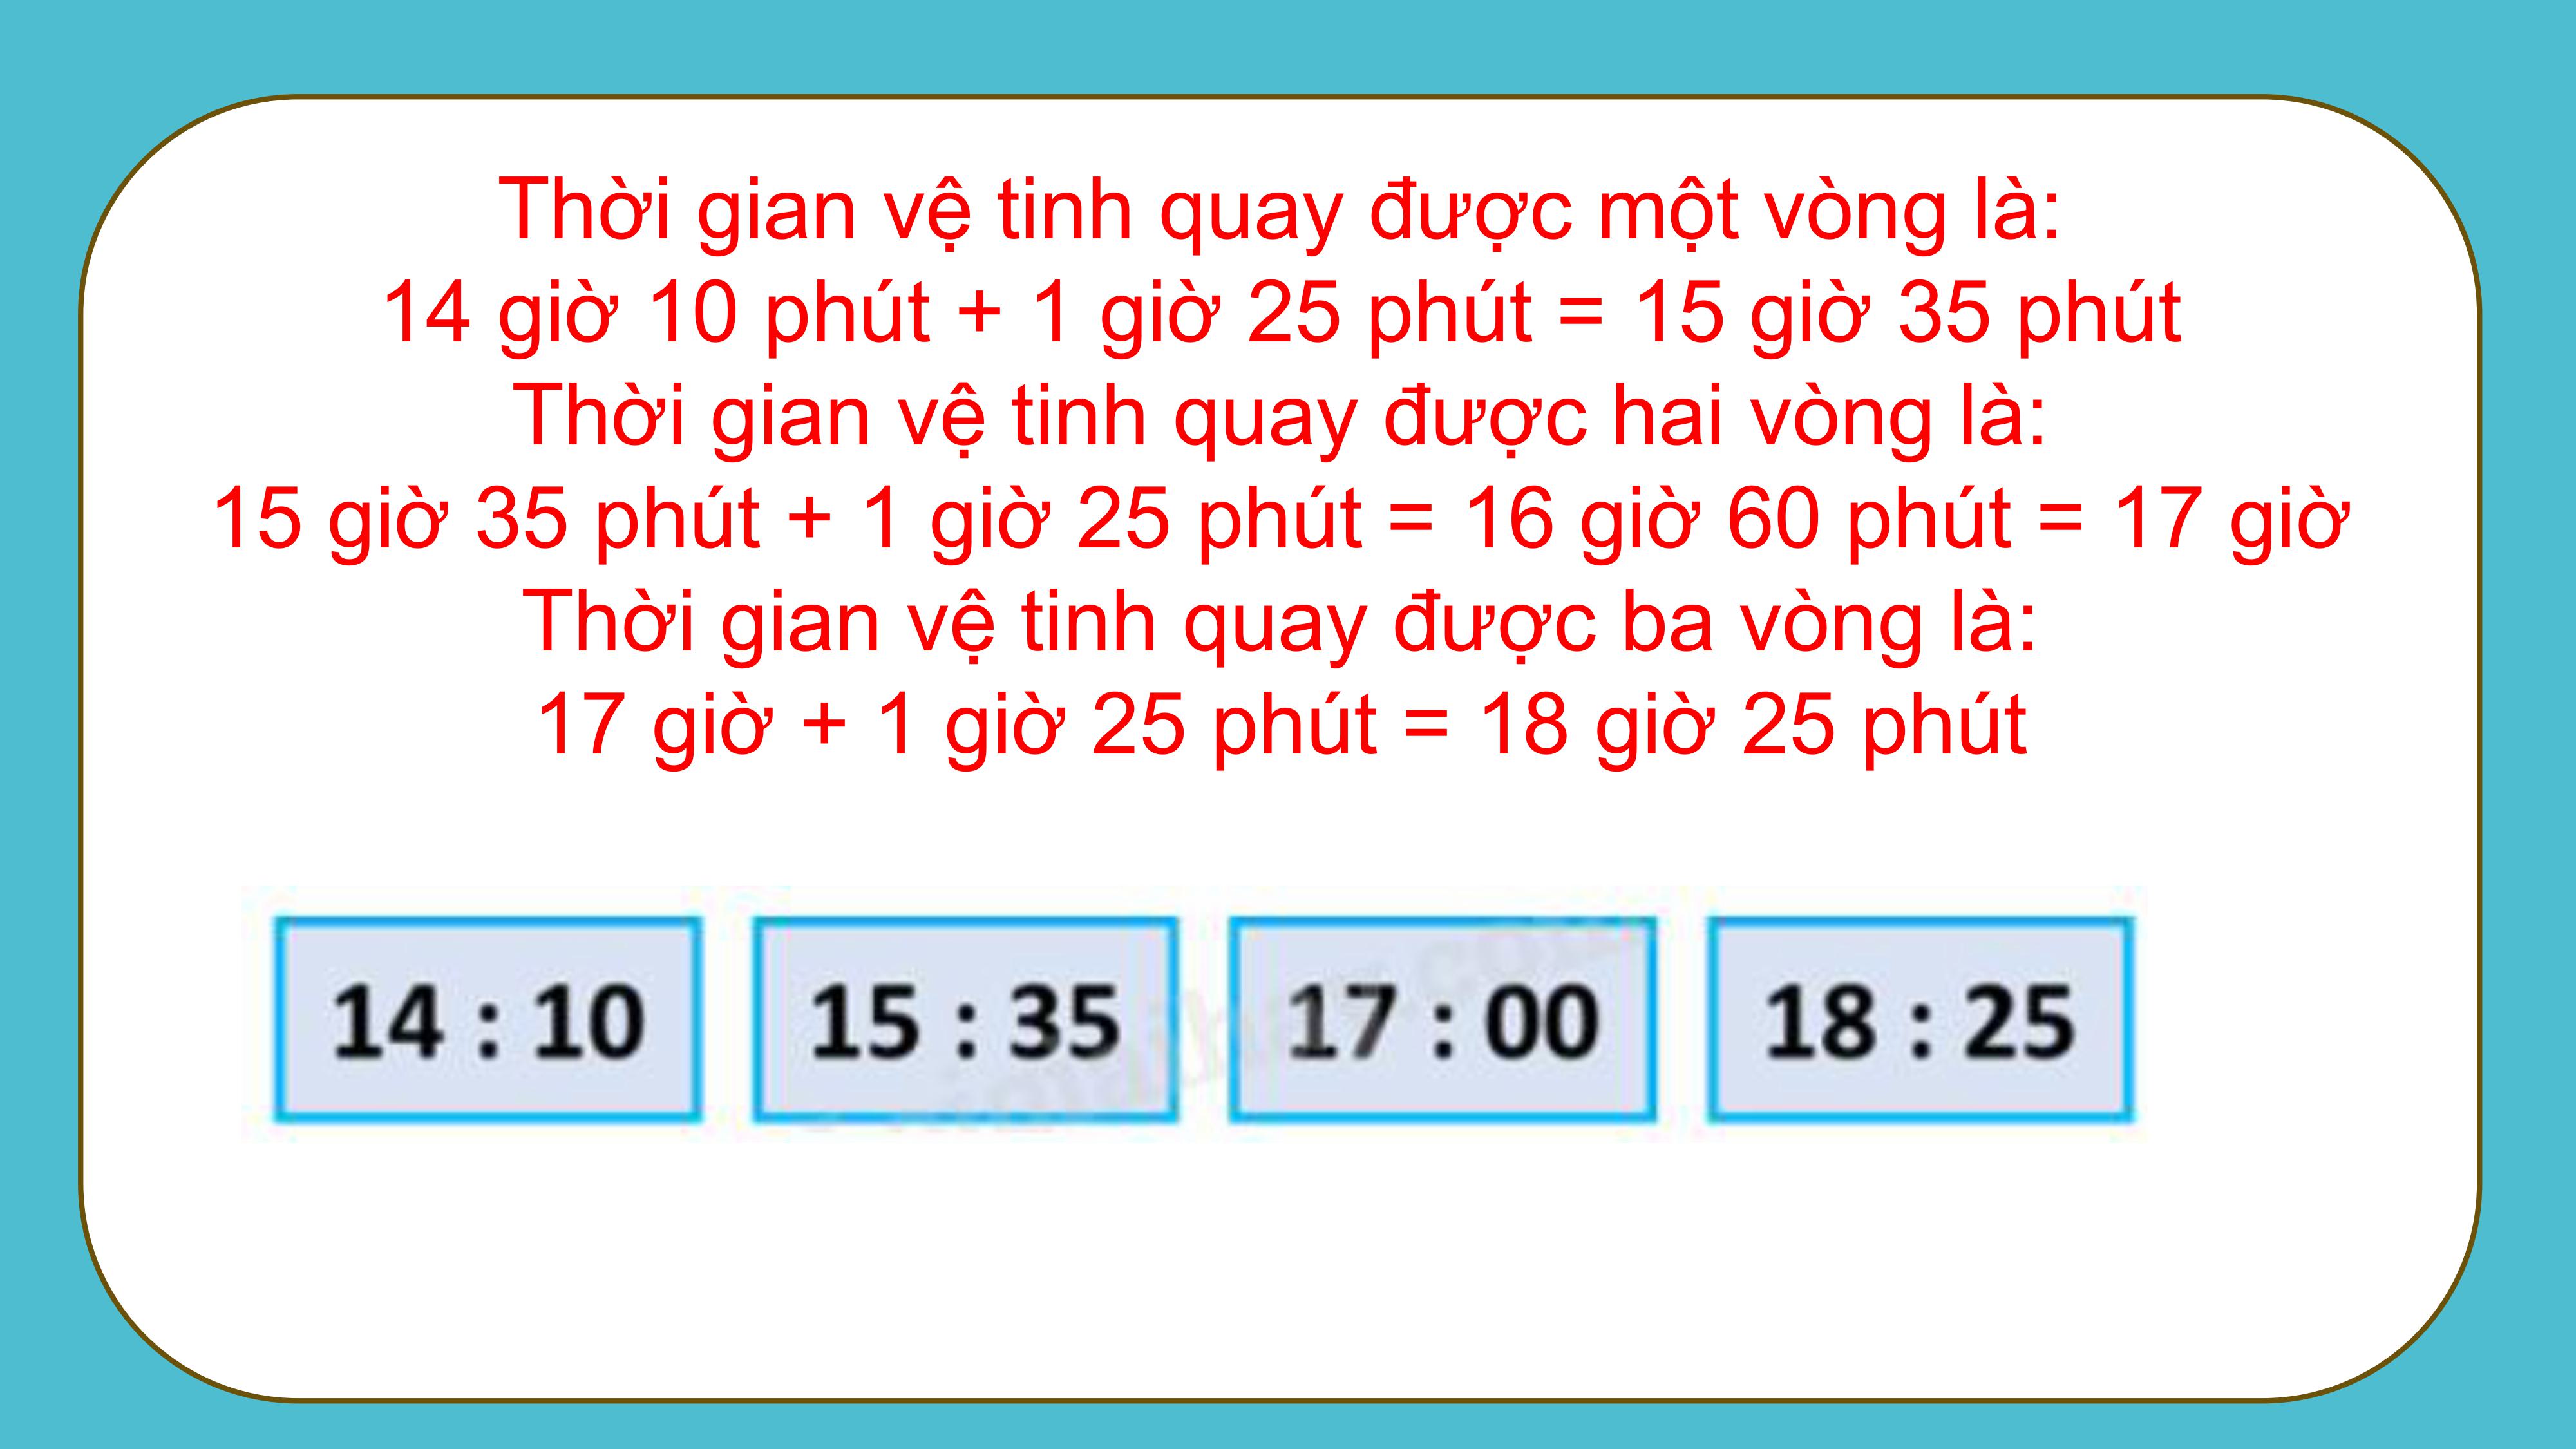 Thời gian vệ tinh quay được một vòng là:
14 giờ 10 phút + 1 giờ 25 phút = 15 giờ 35 phút
Thời gian vệ tinh quay được hai vòng là:
15 giờ 35 phút + 1 giờ 25 phút = 16 giờ 60 phút = 17 giờ
Thời gian vệ tinh quay được ba vòng là:
17 giờ + 1 giờ 25 phút = 18 giờ 25 phút
14 : 10 15 : 35 17 : 00 18 : 25